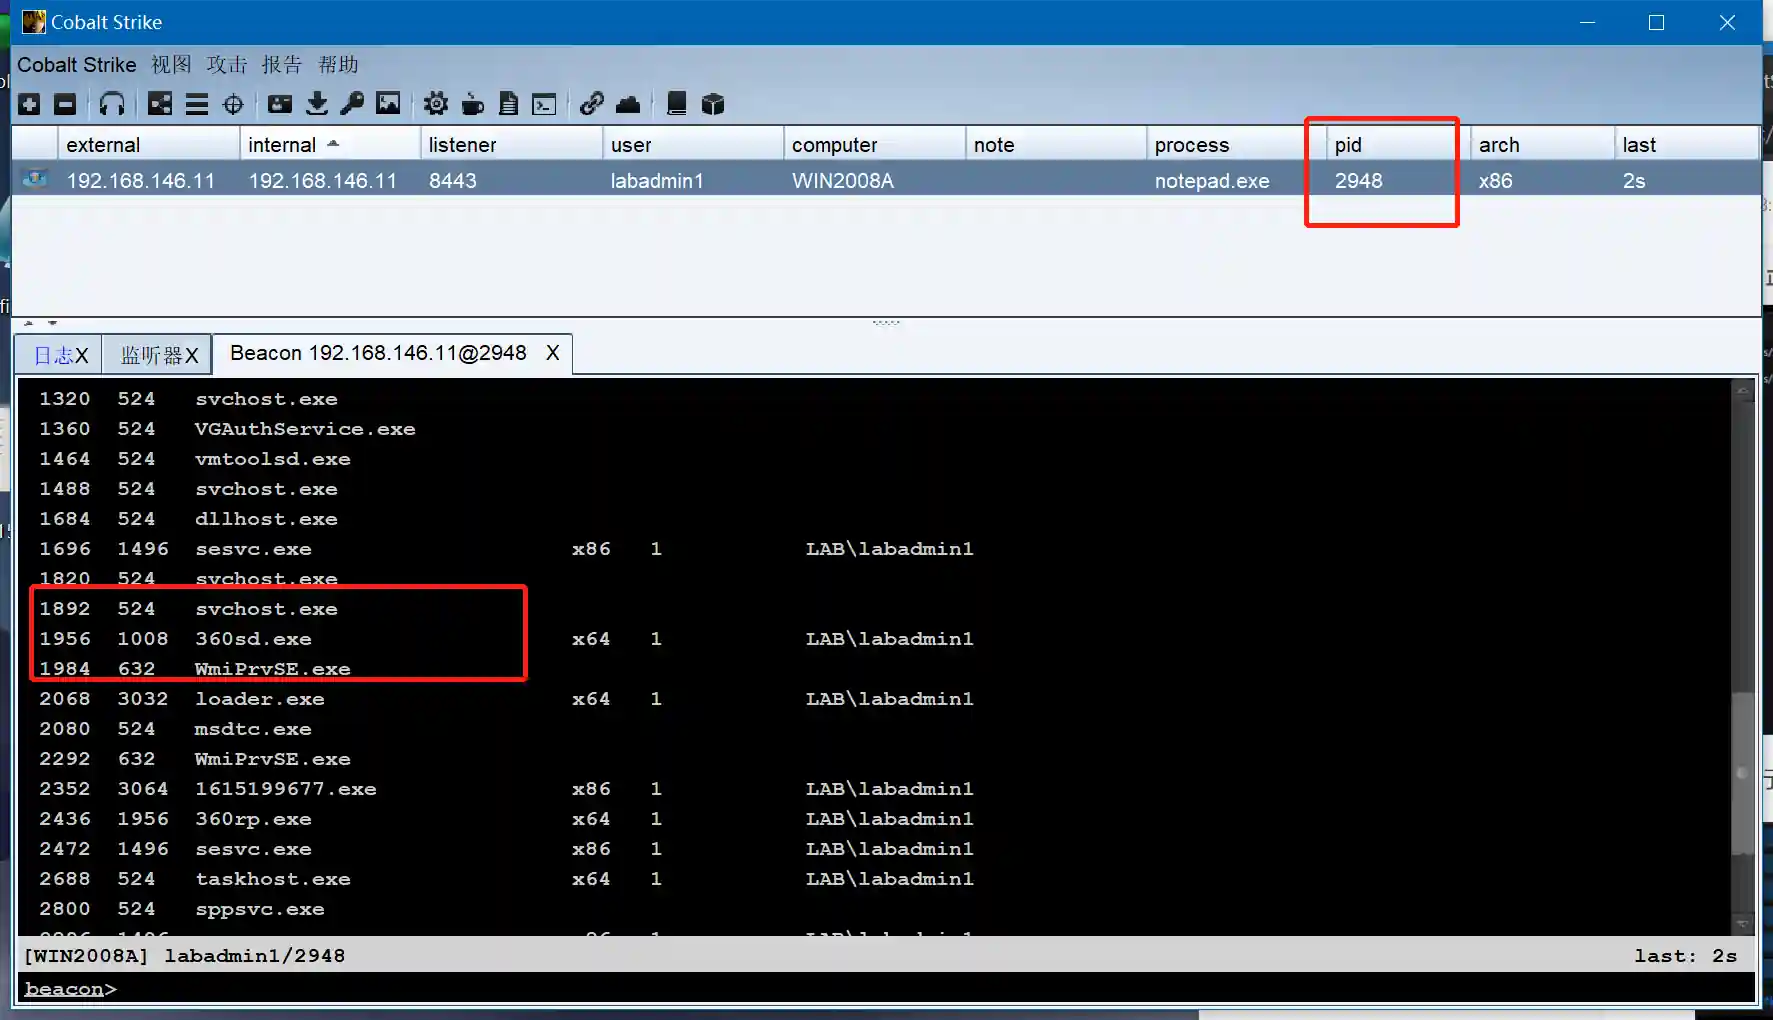 Cobalt Strike
Cobalt Strike 视图 攻击 报告 帮助
external internal listener user computer note process pid arch last
192.168.146.11 192.168.146.11 8443 labadmin1 WIN2008A notepad.exe 2948 x86 2s
日志X 监听器X Beacon 192.168.146.11@2948 X
1320 524 svchost.exe
1360 524 VGAuthService.exe
1464 524 vmtoolsd.exe
1488 524 svchost.exe
1684 524 dllhost.exe
1696 1496 sesvc.exe x86 1 LAB\labadmin1
1820 524 svchost.exe
1892 524 svchost.exe
1956 1008 360sd.exe x64 1 LAB\labadmin1
1984 632 WmiPrvSE.exe
2068 3032 loader.exe x64 1 LAB\labadmin1
2080 524 msdtc.exe
2292 632 WmiPrvSE.exe
2352 3064 1615199677.exe x86 1 LAB\labadmin1
2436 1956 360rp.exe x64 1 LAB\labadmin1
2472 1496 sesvc.exe x86 1 LAB\labadmin1
2688 524 taskhost.exe x64 1 LAB\labadmin1
2800 524 sppsvc.exe
[WIN2008A] labadmin1/2948 last: 2s
beacon>